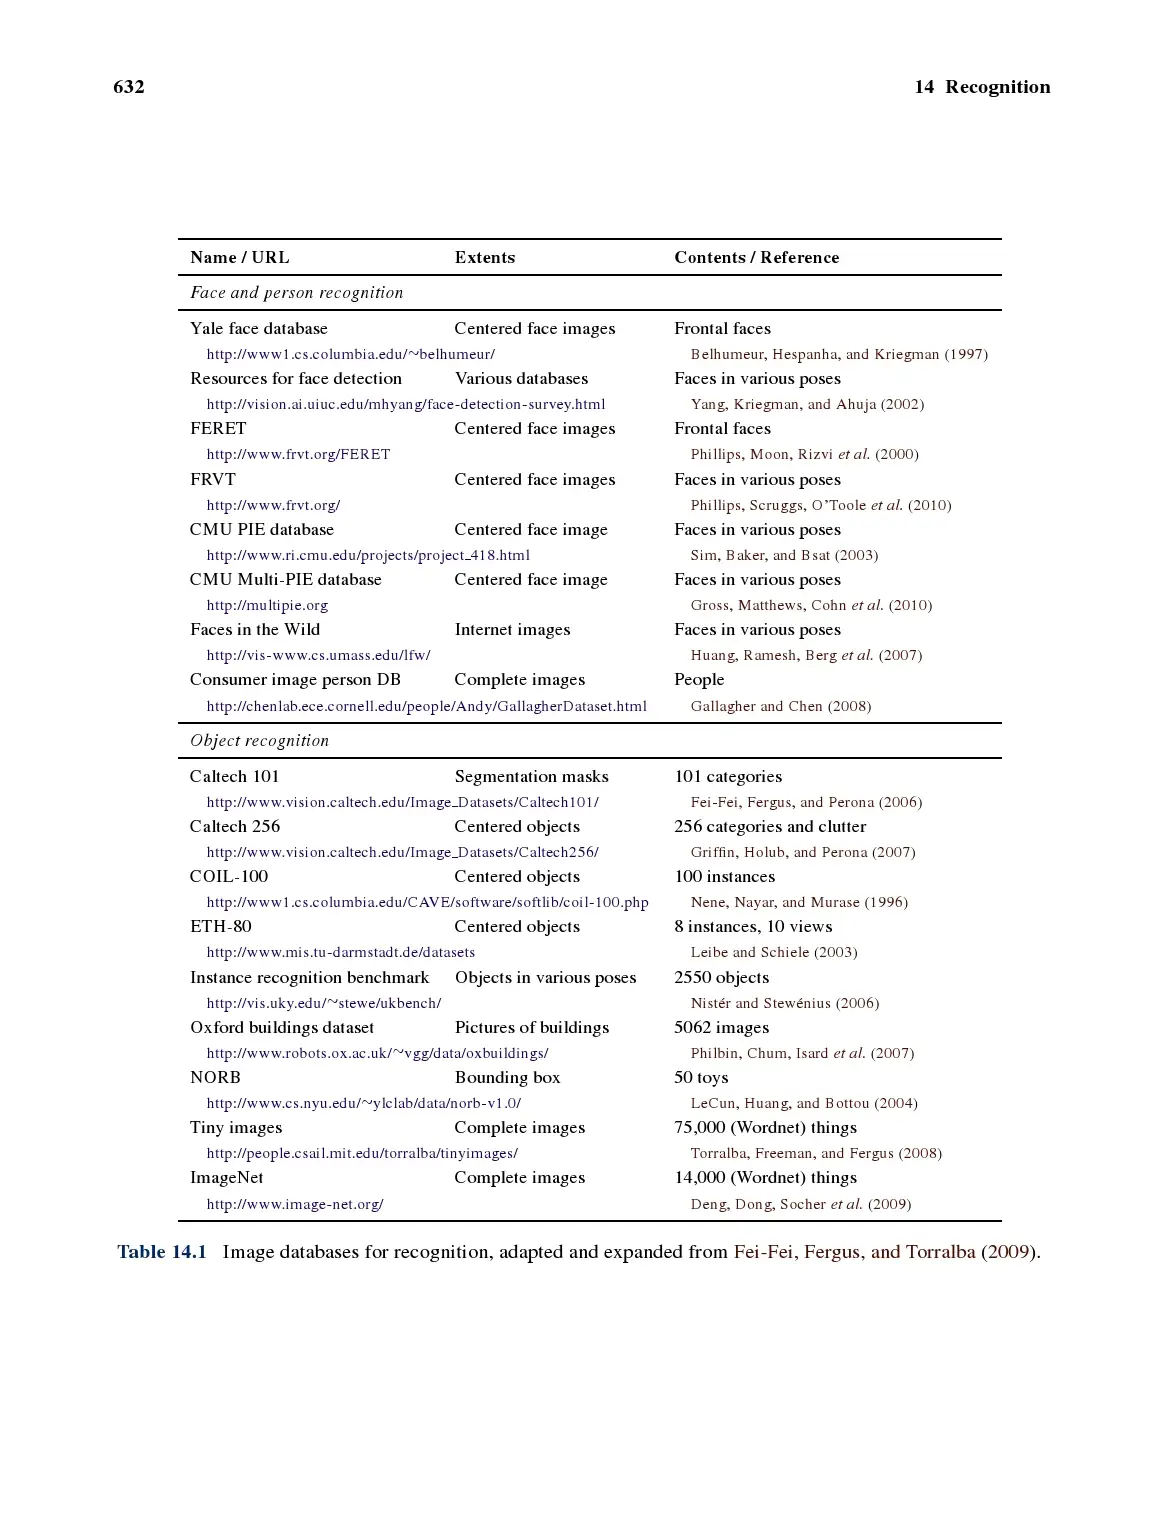 632 14 Recognition
Name / URL Extents Contents / Reference
Face and person recognition
Yale face database Centered face images Frontal faces
http://www1.cs.columbia.edu/~belhumeur/ Belhumeur, Hespanha, and Kriegman (1997)
Resources for face detection Various databases Faces in various poses
http://vision.ai.uiuc.edu/mhyang/face-detection-survey.html Yang, Kriegman, and Ahuja (2002)
FERET Centered face images Frontal faces
http://www.frvt.org/FERET Phillips, Moon, Rizvi et al. (2000)
FRVT Centered face images Faces in various poses
http://www.frvt.org/ Phillips, Scruggs, O’Toole et al. (2010)
CMU PIE database Centered face image Faces in various poses
http://www.ri.cmu.edu/projects/project_418.html Sim, Baker, and Bsat (2003)
CMU Multi-PIE database Centered face image Faces in various poses
http://multipie.org Gross, Matthews, Cohn et al. (2010)
Faces in the Wild Internet images Faces in various poses
http://vis-www.cs.umass.edu/lfw/ Huang, Ramesh, Berg et al. (2007)
Consumer image person DB Complete images People
http://chenlab.ece.cornell.edu/people/Andy/GallagherDataset.html Gallagher and Chen (2008)
Object recognition
Caltech 101 Segmentation masks 101 categories
http://www.vision.caltech.edu/Image_Datasets/Caltech101/ Fei-Fei, Fergus, and Perona (2006)
Caltech 256 Centered objects 256 categories and clutter
http://www.vision.caltech.edu/Image_Datasets/Caltech256/ Griffin, Holub, and Perona (2007)
COIL-100 Centered objects 100 instances
http://www1.cs.columbia.edu/CAVE/software/softlib/coil-100.php Nene, Nayar, and Murase (1996)
ETH-80 Centered objects 8 instances, 10 views
http://www.mis.tu-darmstadt.de/datasets Leibe and Schiele (2003)
Instance recognition benchmark Objects in various poses 2550 objects
http://vis.uky.edu/~stewe/ukbench/ Nistér and Stewénius (2006)
Oxford buildings dataset Pictures of buildings 5062 images
http://www.robots.ox.ac.uk/~vgg/data/oxbuildings/ Philbin, Chum, Isard et al. (2007)
NORB Bounding box 50 toys
http://www.cs.nyu.edu/~ylclab/data/norb-v1.0/ LeCun, Huang, and Bottou (2004)
Tiny images Complete images 75,000 (Wordnet) things
http://people.csail.mit.edu/torralba/tinyimages/ Torralba, Freeman, and Fergus (2008)
ImageNet Complete images 14,000 (Wordnet) things
http://www.image-net.org/ Deng, Dong, Socher et al. (2009)
Table 14.1 Image databases for recognition, adapted and expanded from Fei-Fei, Fergus, and Torralba (2009).